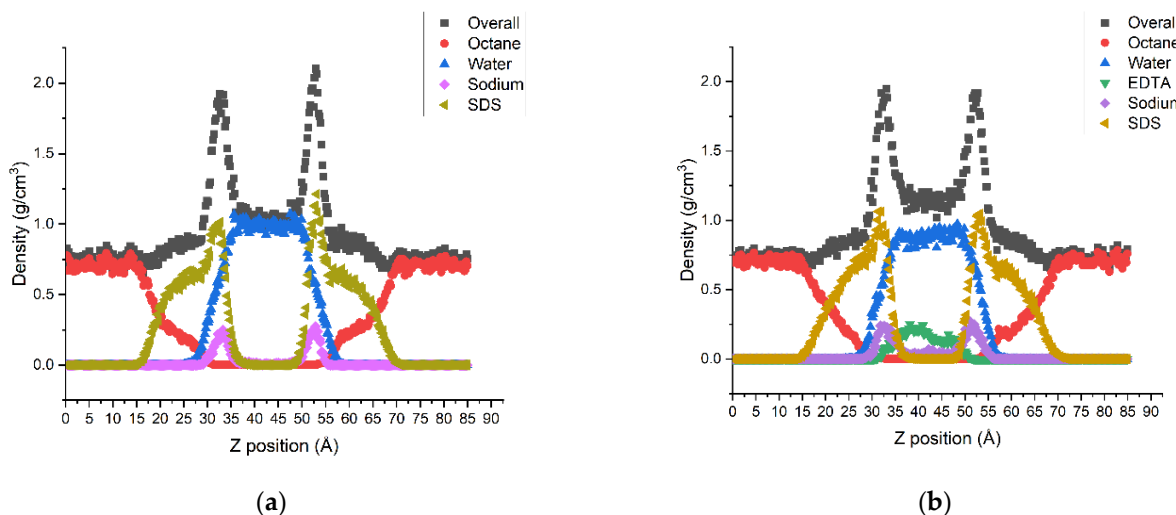 Overall
Octane
Water
Sodium
SDS
2.0
1.5
1.0
0.5
0.0
Density (g/cm³)
0 5 10 15 20 25 30 35 40 45 50 55 60 65 70 75 80 85 90
Z position (Å)
(a)
Overall
Octane
Water
EDTA
Sodium
SDS
2.0
1.5
1.0
0.5
0.0
Density (g/cm³)
0 5 10 15 20 25 30 35 40 45 50 55 60 65 70 75 80 85 90
Z position (Å)
(b)